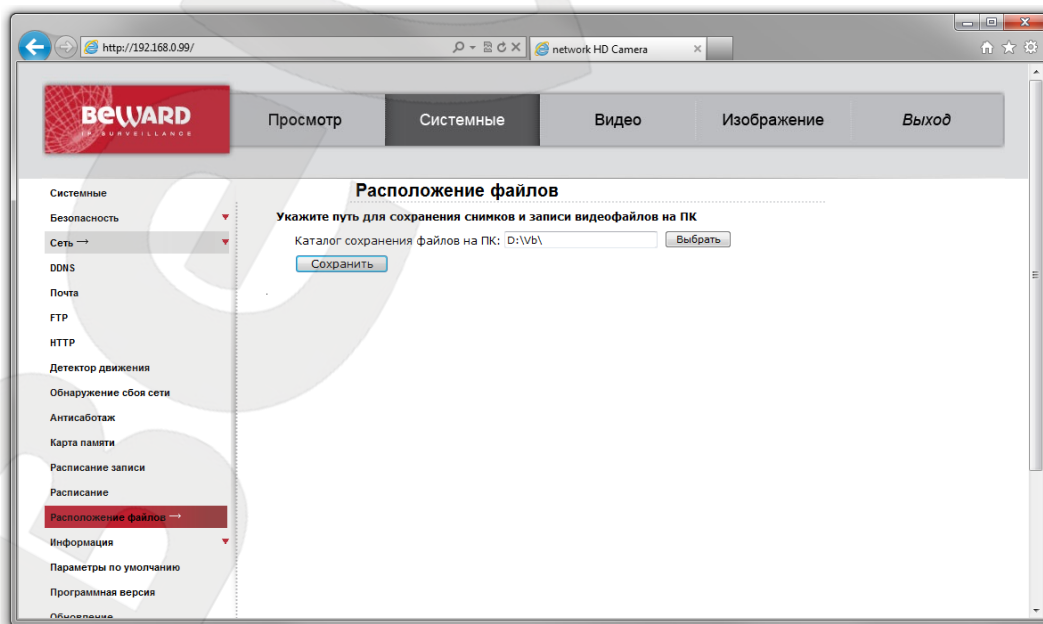 http://192.168.0.99/
network HD Camera
BEWARD
IP SURVEILLANCE
Просмотр
Системные
Видео
Изображение
Выход
Системные
Безопасность
Сеть →
DDNS
Почта
FTP
HTTP
Детектор движения
Обнаружение сбоя сети
Антисаботаж
Карта памяти
Расписание записи
Расписание
Расположение файлов →
Информация
Параметры по умолчанию
Программная версия
Обновление
Расположение файлов
Укажите путь для сохранения снимков и записи видеофайлов на ПК
Каталог сохранения файлов на ПК: D:\Vb\ Выбрать
Сохранить